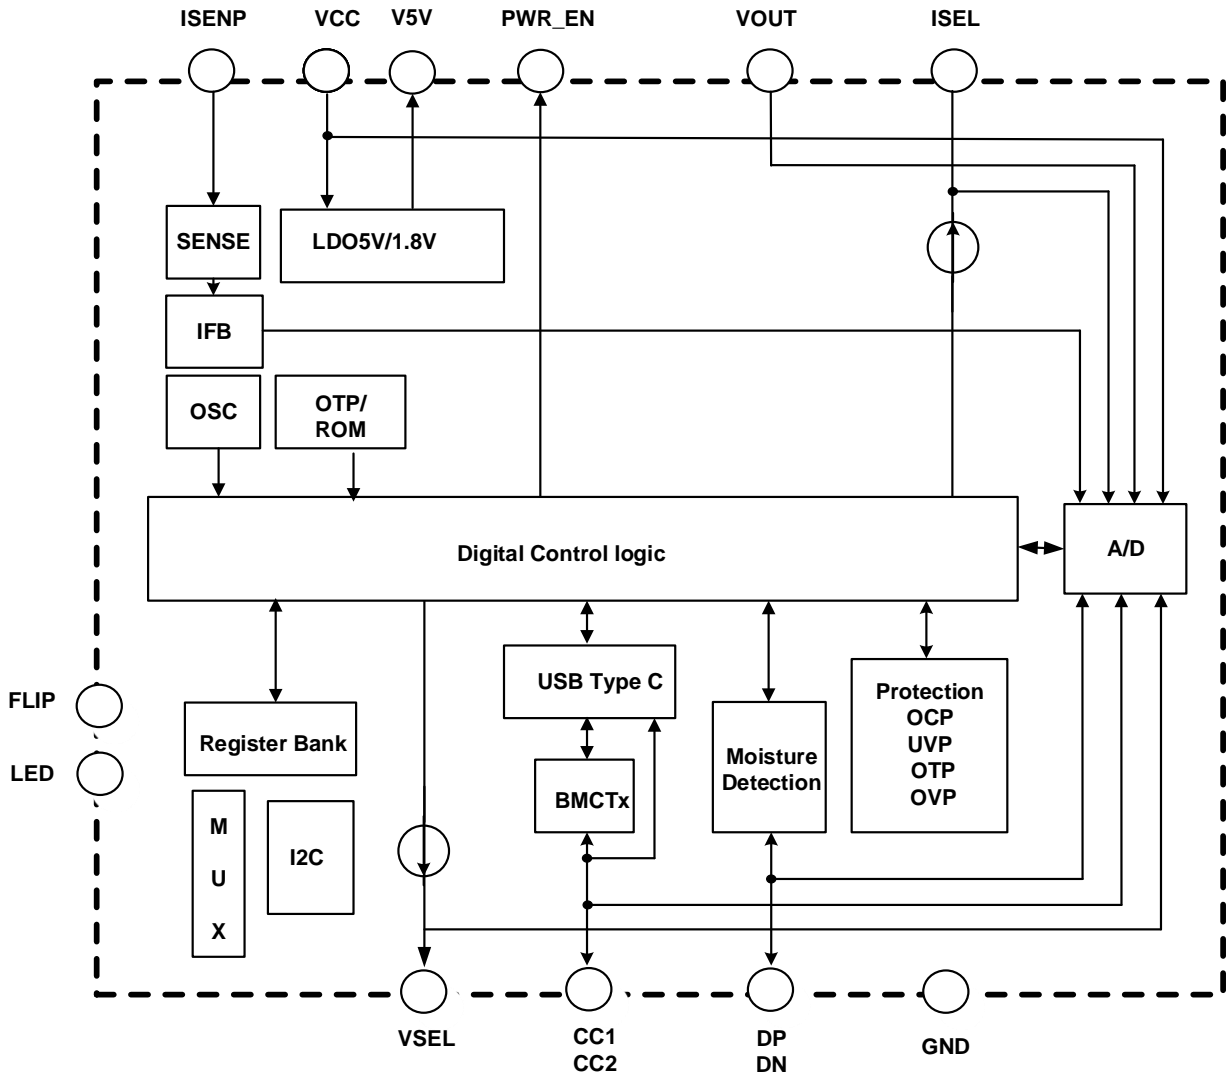 ISENP
VCC
V5V
PWR_EN
VOUT
ISEL
SENSE
LDO5V/1.8V
IFB
OSC
OTP/
ROM
Digital Control logic
A/D
USB Type C
Protection
OCP
UVP
OTP
OVP
FLIP
Register Bank
Moisture
Detection
LED
BMCTx
M
U
X
I2C
VSEL
CC1
CC2
DP
DN
GND